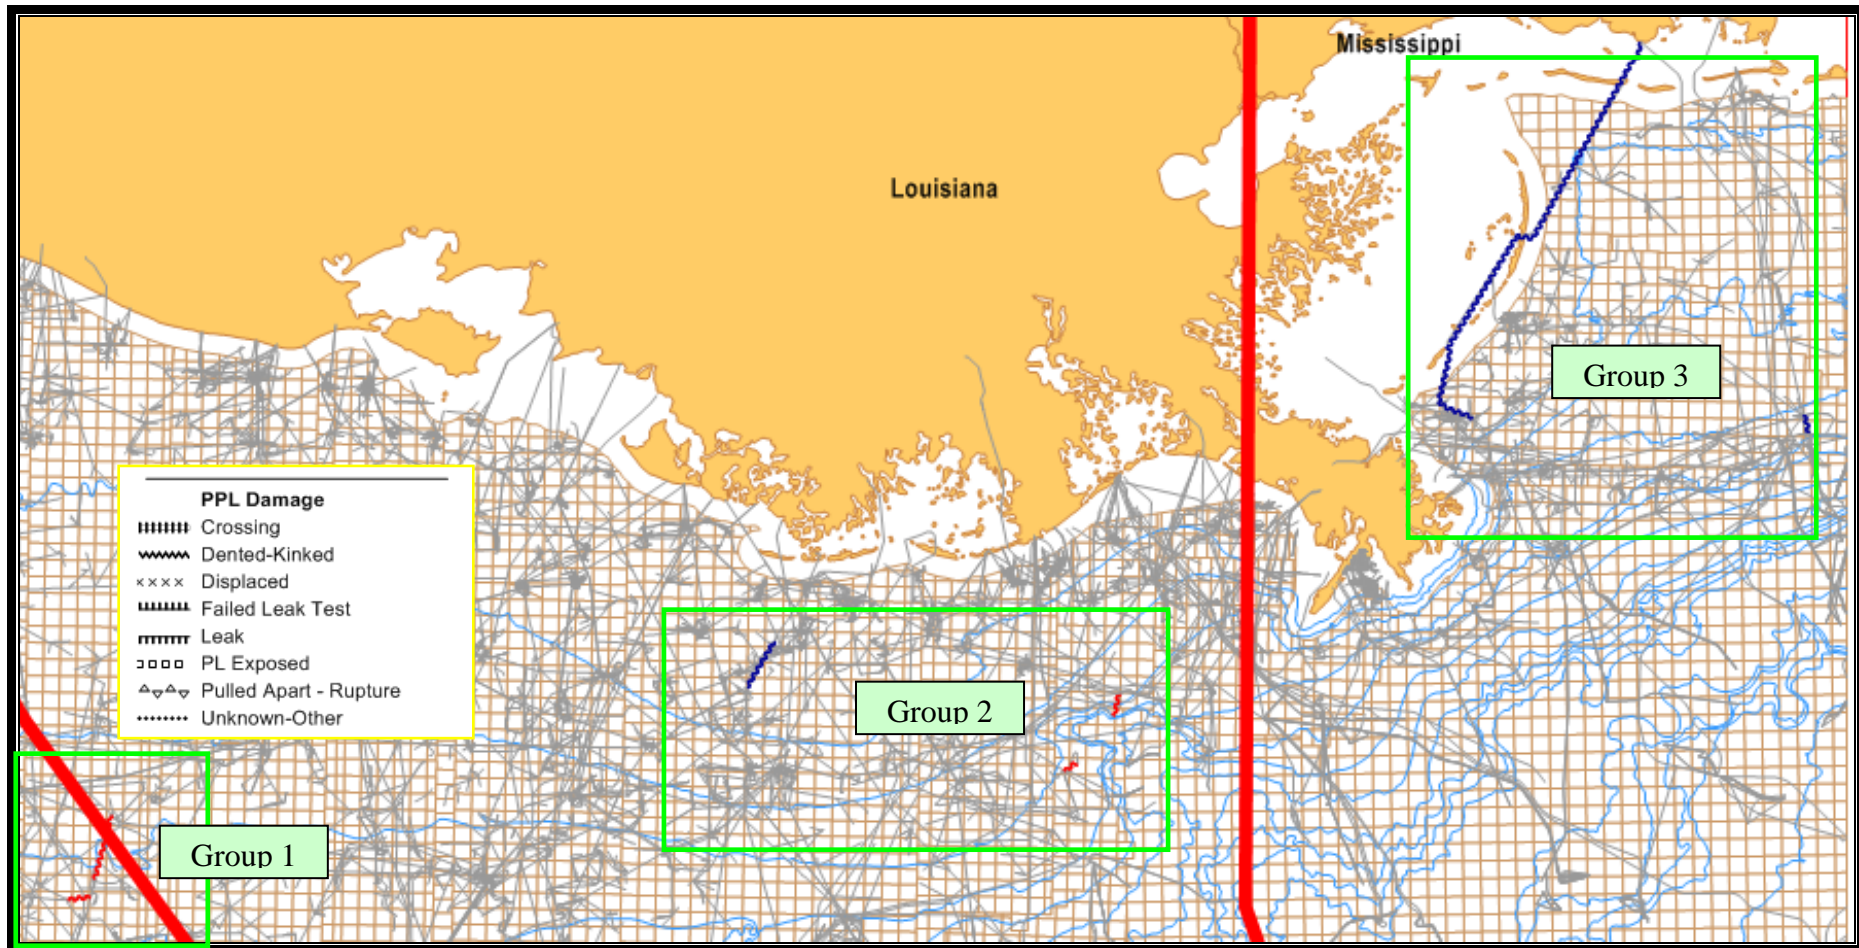 Mississippi
Louisiana
Group 3
PPL Damage
Crossing
Dented-Kinked
Displaced
Failed Leak Test
Leak
PL Exposed
Pulled Apart - Rupture
Unknown-Other
Group 2
Group 1